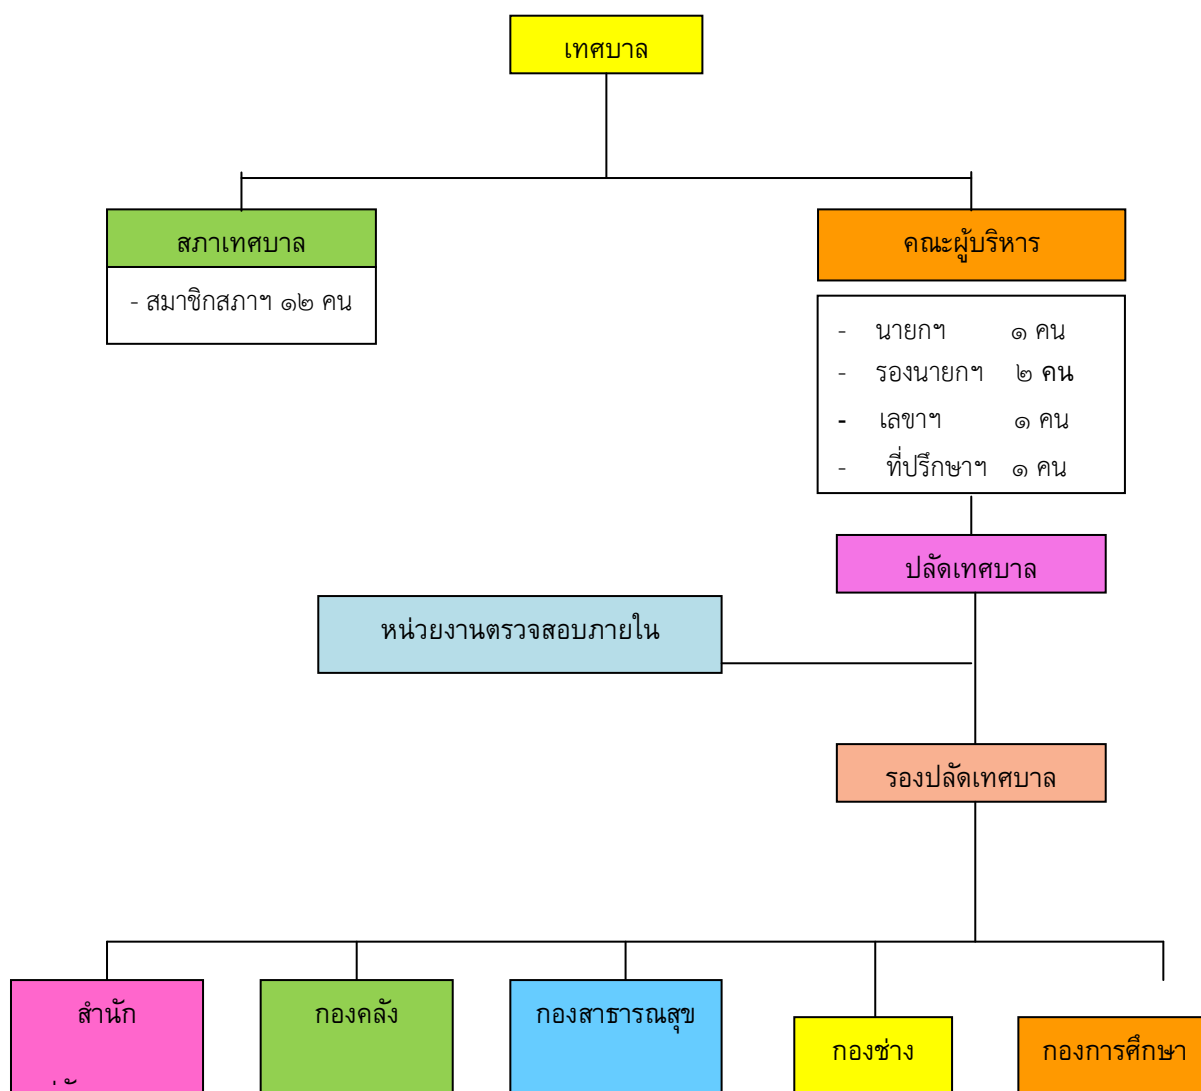 เทศบาล
สภาเทศบาล
- สมาชิกสภาฯ ๑๒ คน
คณะผู้บริหาร
- นายกฯ ๑ คน
- รองนายกฯ ๒ คน
- เลขาฯ ๑ คน
- ที่ปรึกษาฯ ๑ คน
ปลัดเทศบาล
หน่วยงานตรวจสอบภายใน
รองปลัดเทศบาล
สำนัก
กองคลัง
กองสาธารณสุข
กองช่าง
กองการศึกษา